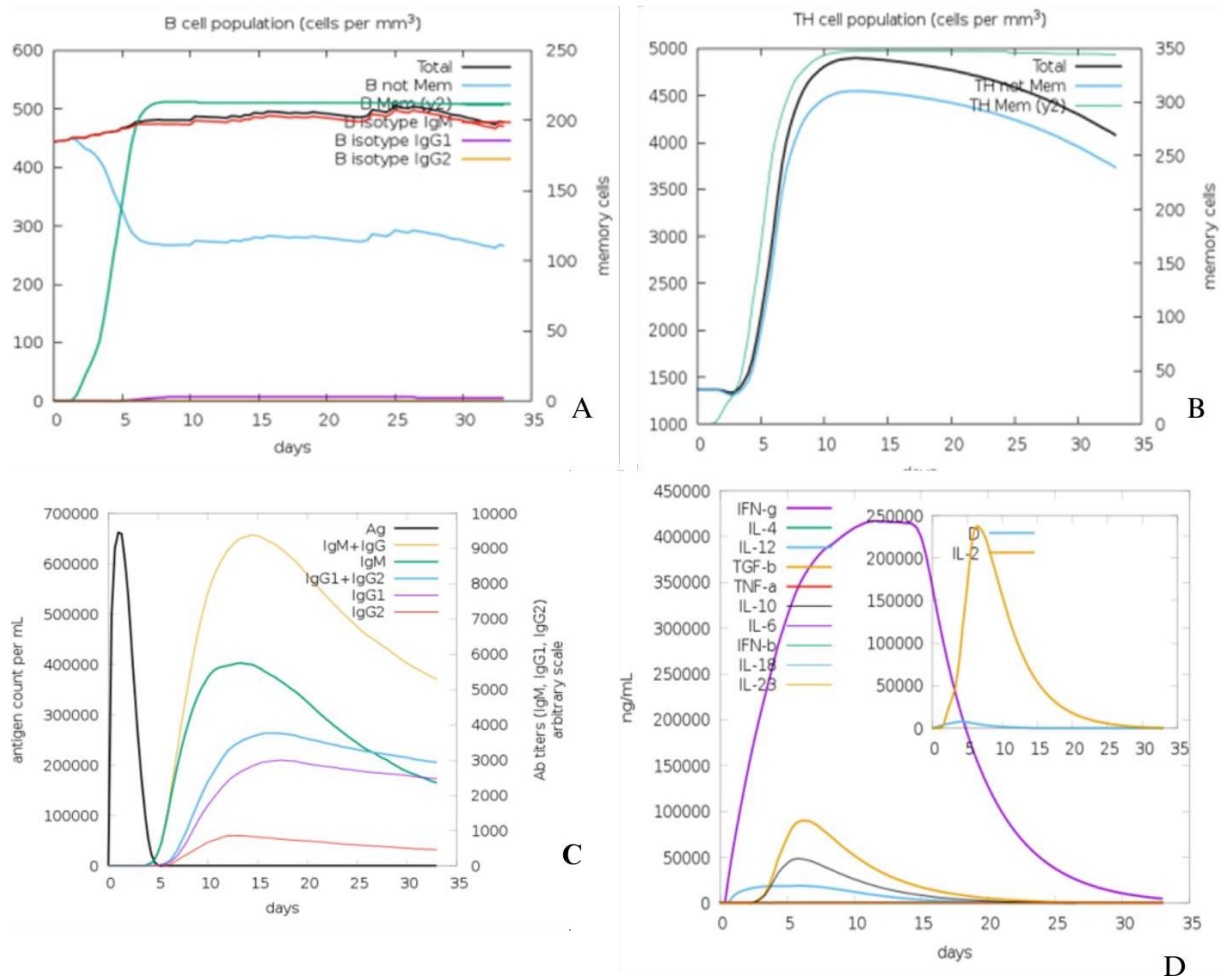 B cell population (cells per mm³)
600
500
400
300
200
100
0
250
200
150
100
50
0
Total
B not Mem
B Mem (y2)
B isotype IgM
B isotype IgG1
B isotype IgG2
memory cells
0 5 10 15 20 25 30 35
days
A
TH cell population (cells per mm³)
5000
4500
4000
3500
3000
2500
2000
1500
1000
350
300
250
200
150
100
50
0
Total
TH not Mem
TH Mem (y2)
memory cells
0 5 10 15 20 25 30 35
B
700000
600000
500000
400000
300000
200000
100000
0
10000
9000
8000
7000
6000
5000
4000
3000
2000
1000
0
Ag
IgM+IgG
IgM
IgG1+IgG2
IgG1
IgG2
antigen count per mL
Ab titers (IgM, IgG1, IgG2)
arbitrary scale
0 5 10 15 20 25 30 35
days
C
450000
400000
350000
300000
250000
200000
150000
100000
50000
0
IFN-g
IL-4
IL-12
TGF-b
TNF-a
IL-10
IL-6
IFN-b
IL-18
IL-23
ng/mL
250000
200000
150000
100000
50000
0
D
IL-2
0 5 10 15 20 25 30 35
0 5 10 15 20 25 30 35
days
D